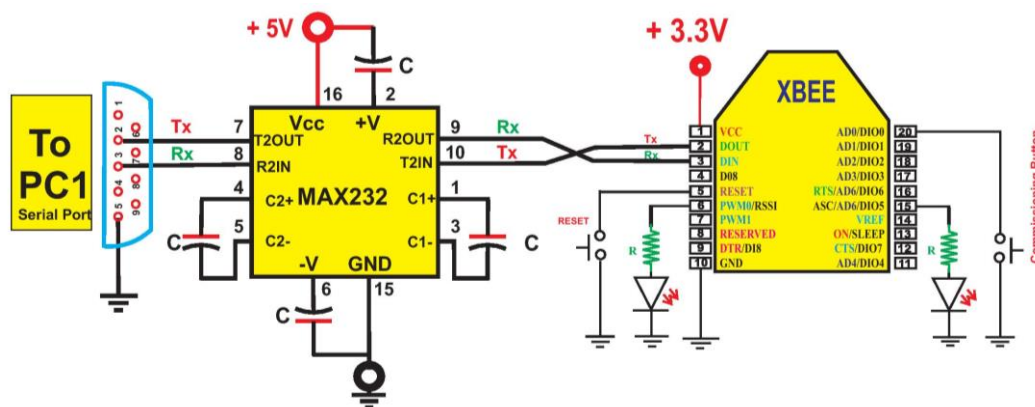 To
PC1
Serial Port
1
2
3
4
5
6
7
8
9
Tx
Rx
+ 5V
C
16
2
Vcc
+V
7
T2OUT
8
R2IN
4
C2+
5
C2-
C
MAX232
R2OUT
9
T2IN
10
C1+
1
C1-
3
C
-V
GND
6
15
C
Rx
Tx
+ 3.3V
Tx
Rx
XBEE
1 VCC
2 DOUT
3 DIN
4 D08
5 RESET
6 PWM0/RSSI
7 PWM1
8 RESERVED
9 DTR/DI8
10 GND
AD0/DIO0 20
AD1/DIO1 19
AD2/DIO2 18
AD3/DIO3 17
RTS/AD6/DIO6 16
ASC/AD6/DIO5 15
VREF 14
ON/SLEEP 13
CTS/DIO7 12
AD4/DIO4 11
RESET
R
R
Commissioning Button